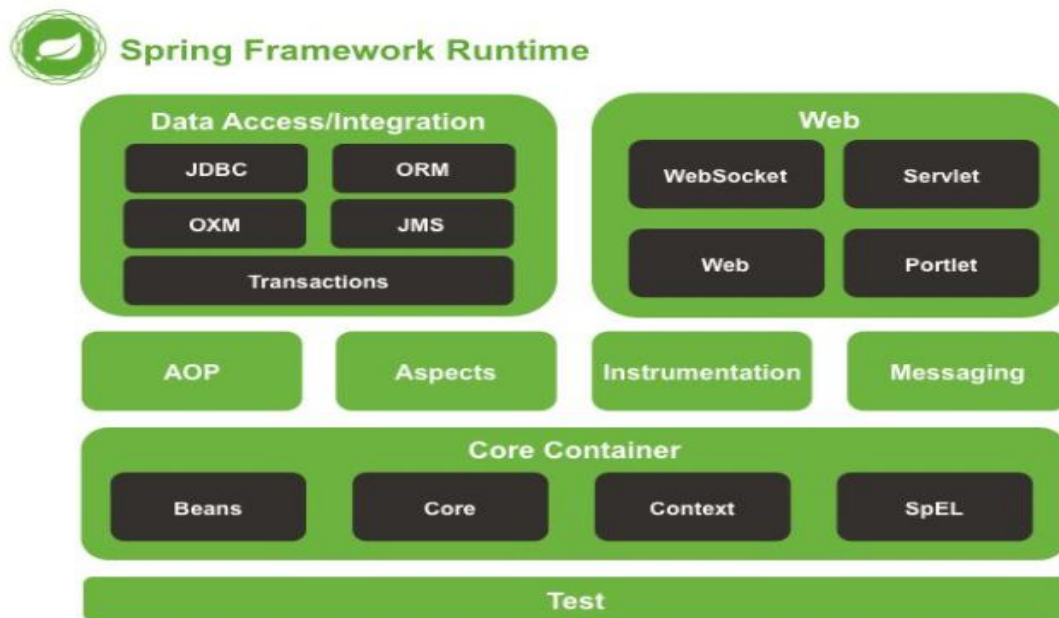 Spring Framework Runtime
Data Access/Integration
JDBC
ORM
OXM
JMS
Transactions
Web
WebSocket
Servlet
Web
Portlet
AOP
Aspects
Instrumentation
Messaging
Core Container
Beans
Core
Context
SpEL
Test